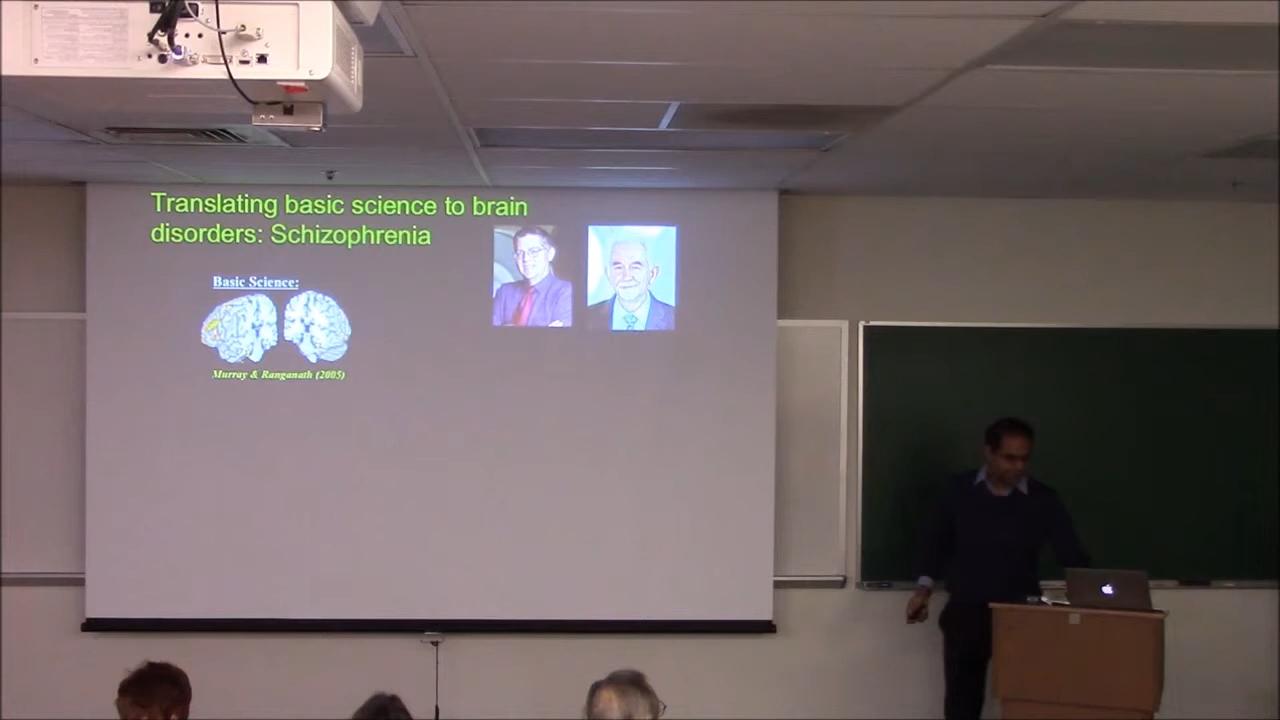 Translating basic science to brain
disorders: Schizophrenia
Basic Science:
Murray & Ranganath (2005)